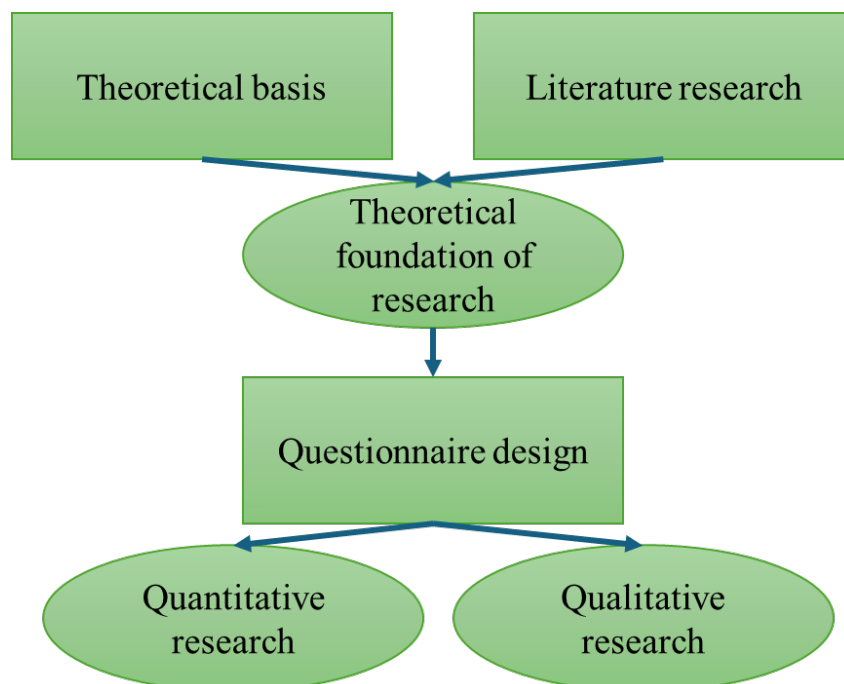 Theoretical basis
Literature research
Theoretical
foundation of
research
Questionnaire design
Quantitative
research
Qualitative
research